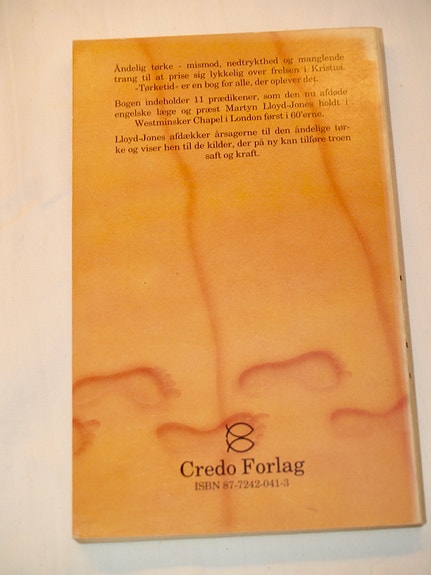 Åndelig tørke - mismod, nedtrykthed og manglende
trang til at prise sig lykkelig over frelsen i Kristus.
»Tørketid« er en bog for alle, der oplever det.
Bogen indeholder 11 prædikener, som den nu afdøde
engelske læge og præst Martyn Lloyd-Jones holdt i
Westminsker Chapel i London først i 60'erne.
Lloyd-Jones afdækker årsagerne til den åndelige tør-
ke og viser hen til de kilder, der på ny kan tilføre troen
saft og kraft.
Credo Forlag
ISBN 87-7242-041-3